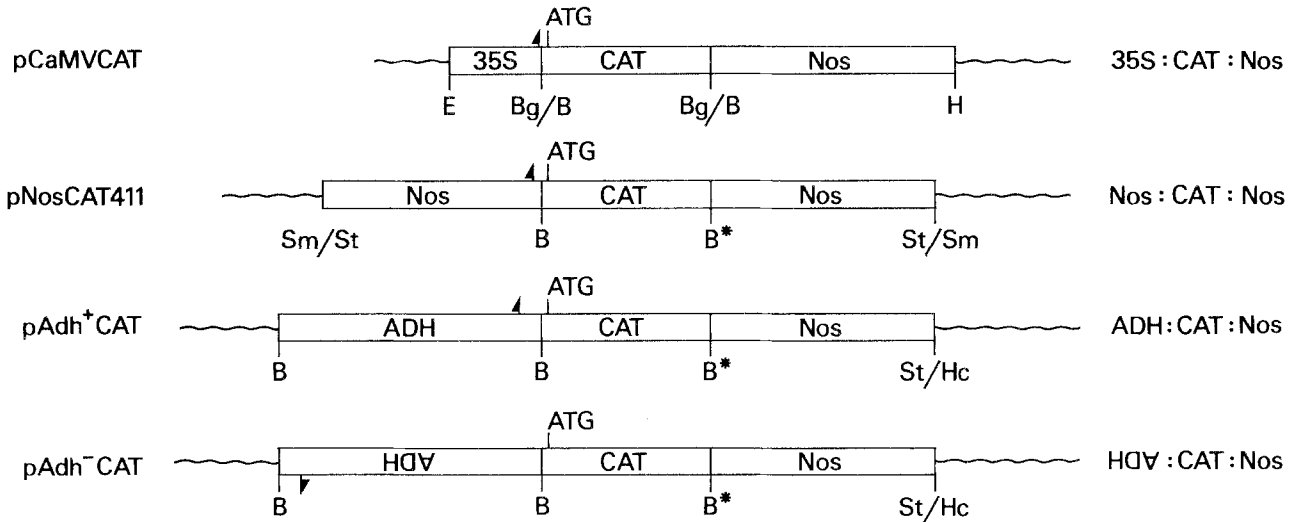 ATG
pCaMVCAT 35S CAT Nos 35S : CAT : Nos
E Bg/B Bg/B H
ATG
pNosCAT411 Nos CAT Nos Nos : CAT : Nos
Sm/St B B* St/Sm
ATG
pAdh⁺CAT ADH CAT Nos ADH:CAT:Nos
B B B* St/Hc
ATG
pAdh⁻CAT ADH CAT Nos ADH :CAT:Nos
B B B* St/Hc